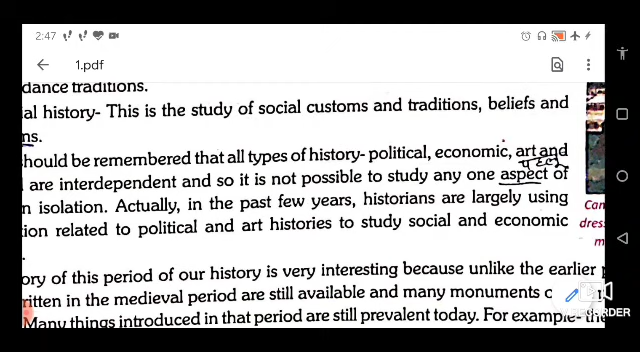 2:47
1.pdf
dance traditions.
al history- This is the study of social customs and traditions, beliefs and
ns.
should be remembered that all types of history- political, economic, art and
are interdependent and so it is not possible to study any one aspect of
n isolation. Actually, in the past few years, historians are largely using
tion related to political and art histories to study social and economic
.
ory of this period of our history is very interesting because unlike the earlier p
ritten in the medieval period are still available and many monuments
Many things introduced in that period are still prevalent today. For example- the
Can
dres
m
RECORDER